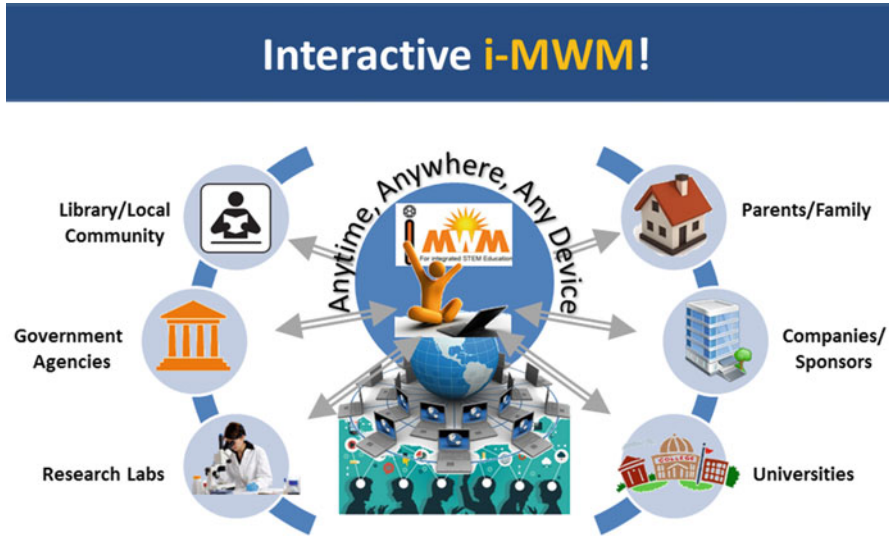 Interactive i-MWM!
Anytime, Anywhere, Any Device
i MWM
For integrated STEM Education
Library/Local
Community
Government
Agencies
Research Labs
Parents/Family
Companies/
Sponsors
COLLEGE
Universities